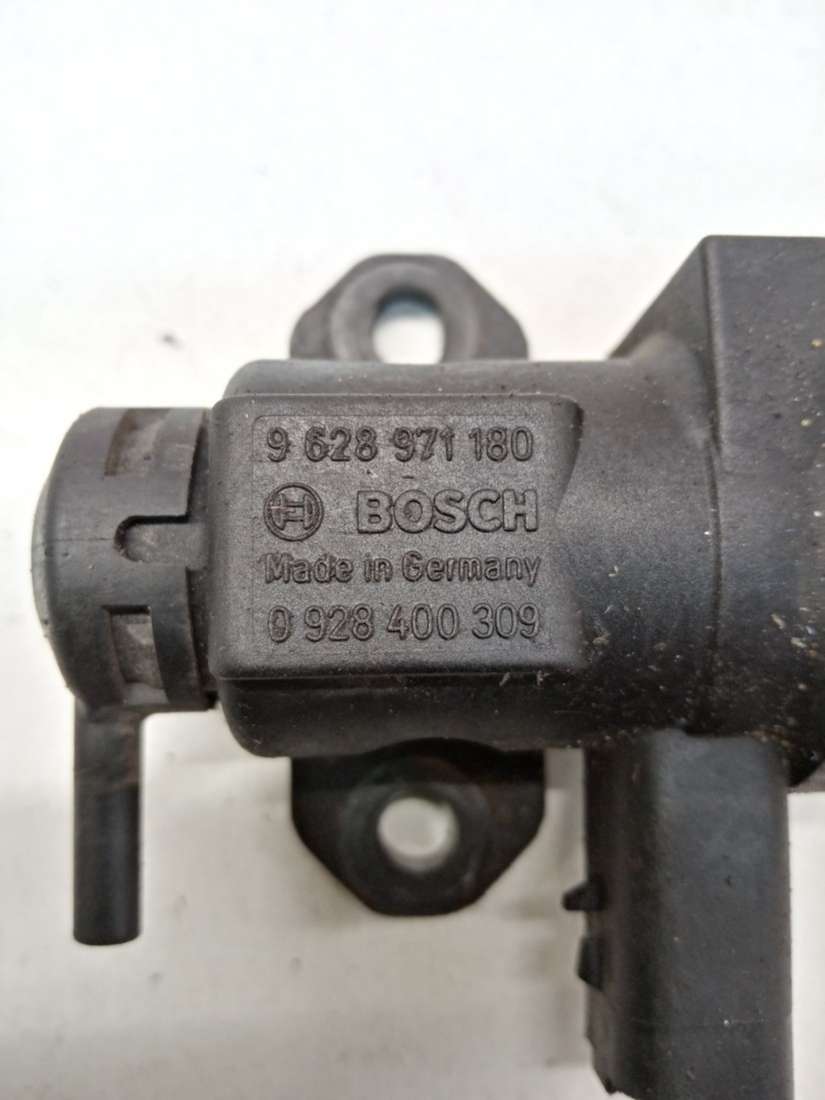 9 628 971 180
BOSCH
Made in Germany
0 928 400 309